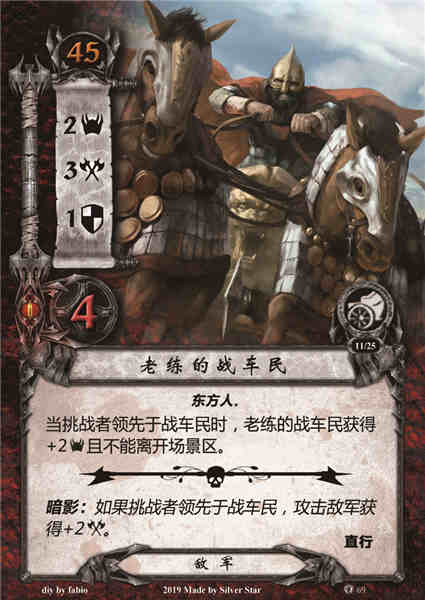 45
2
3
1
4
11/25
老练的战车民
东方人.
当挑战者领先于战车民时，老练的战车民获得
+2且不能离开场景区。
暗影：如果挑战者领先于战车民，攻击敌军获
得+2。
直行
敌军
diy by fabio
2019 Made by Silver Star
69